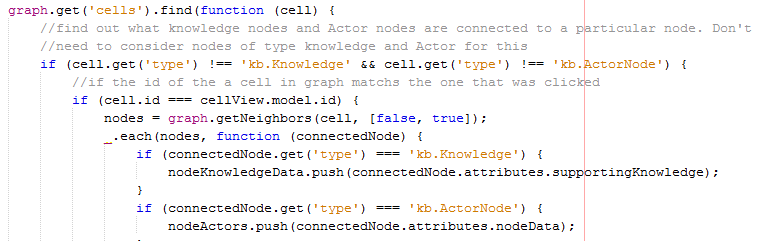 graph.get('cells').find(function (cell) {
//find out what knowledge nodes and Actor nodes are connected to a particular node. Don't
//need to consider nodes of type knowledge and Actor for this
if (cell.get('type') !== 'kb.Knowledge' && cell.get('type') !== 'kb.ActorNode') {
//if the id of the a cell in graph matchs the one that was clicked
if (cell.id === cellView.model.id) {
nodes = graph.getNeighbors(cell, [false, true]);
_.each(nodes, function (connectedNode) {
if (connectedNode.get('type') === 'kb.Knowledge') {
nodeKnowledgeData.push(connectedNode.attributes.supportingKnowledge);
}
if (connectedNode.get('type') === 'kb.ActorNode') {
nodeActors.push(connectedNode.attributes.nodeData);